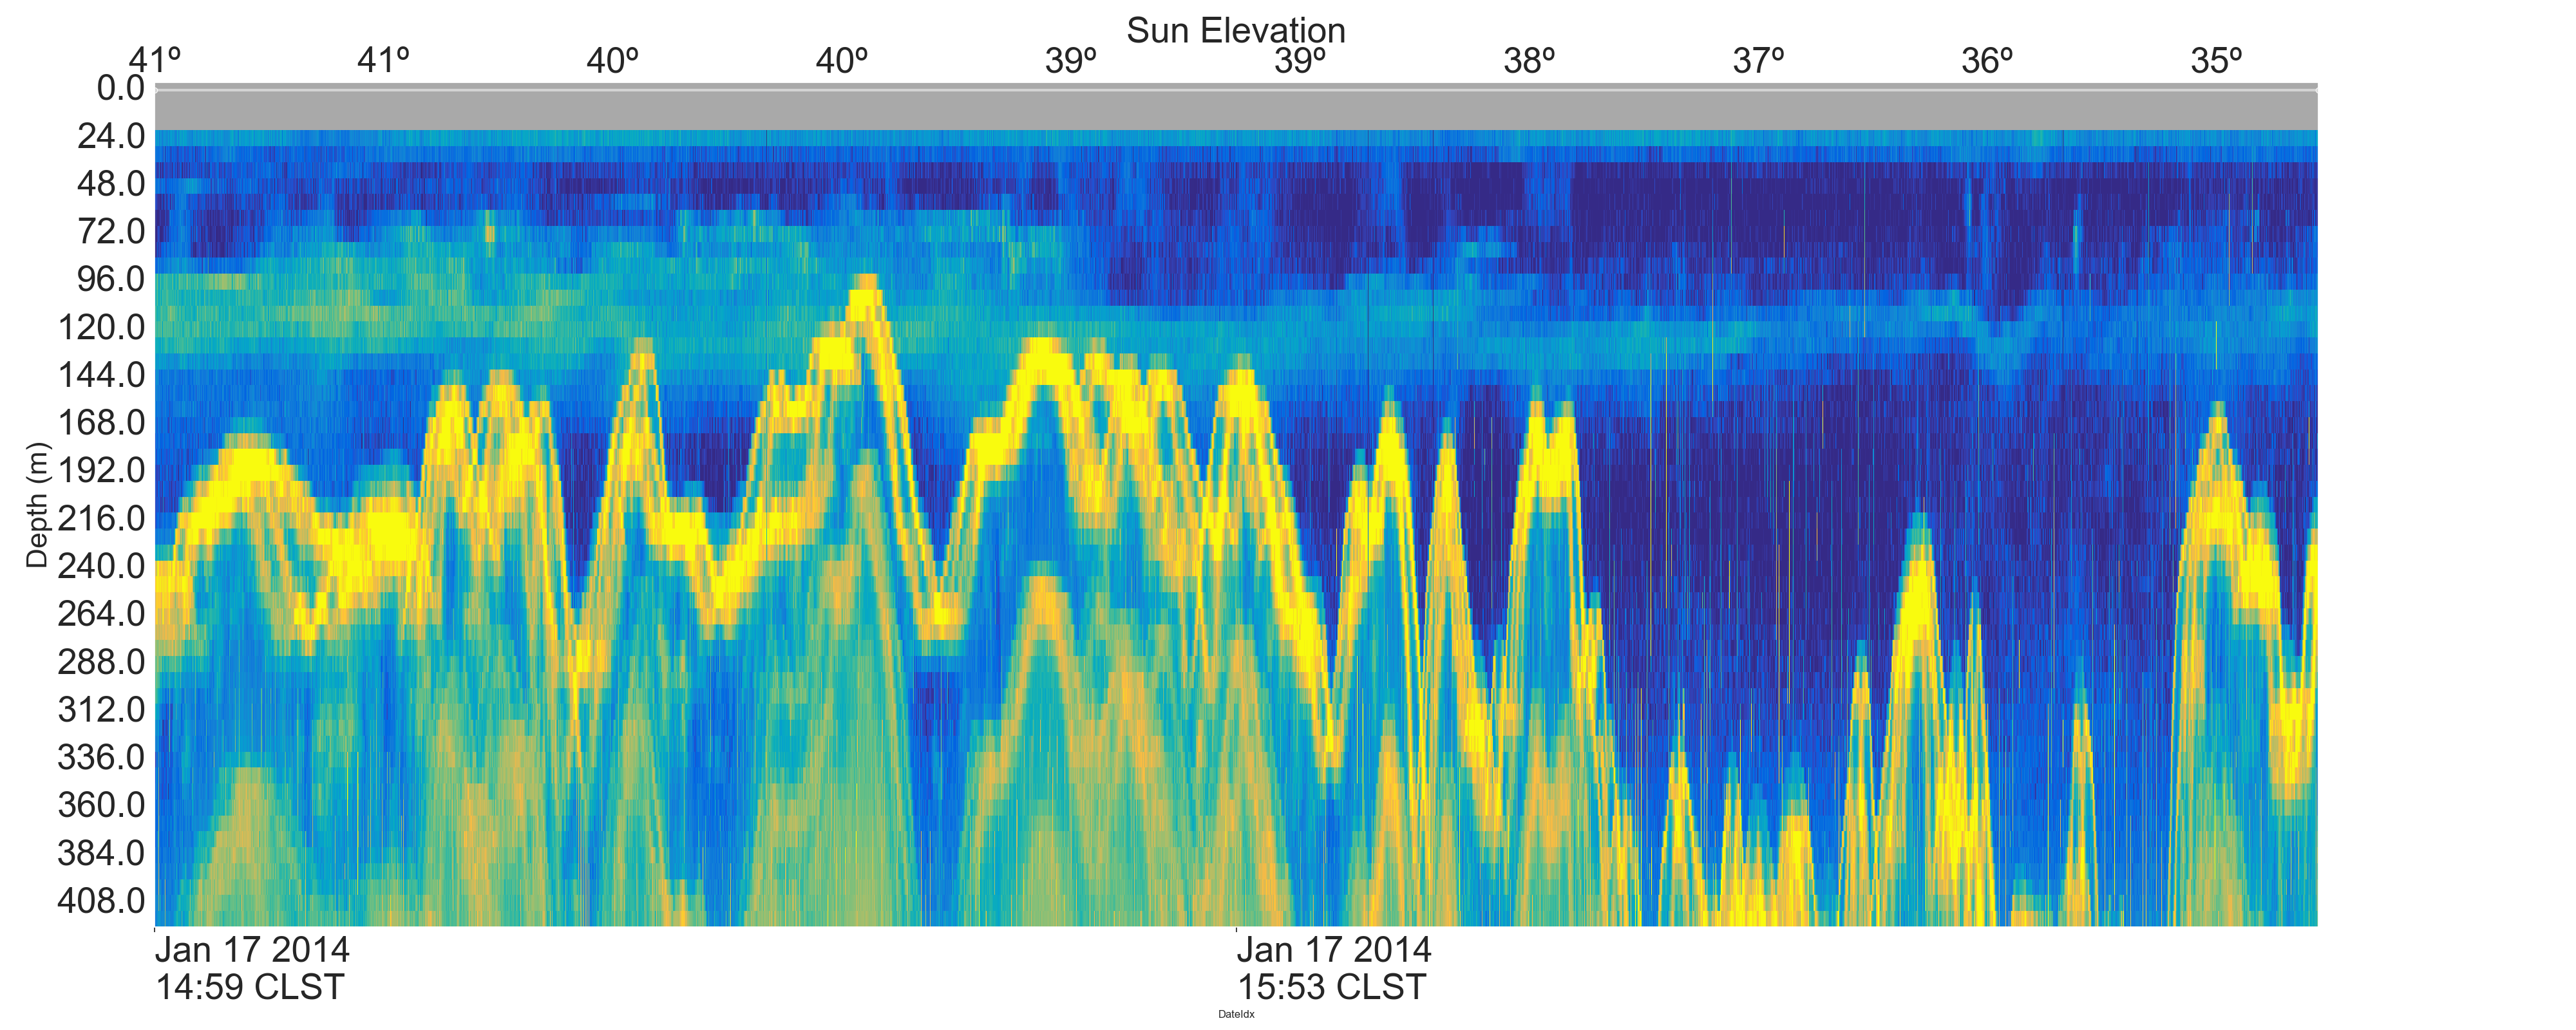 Sun Elevation
41º 41º 40º 40º 39º 39º 38º 37º 36º 35º
0.0
24.0
48.0
72.0
96.0
120.0
144.0
168.0
192.0
216.0
240.0
264.0
288.0
312.0
336.0
360.0
384.0
408.0
Depth (m)
Jan 17 2014
14:59 CLST
Jan 17 2014
15:53 CLST
DateIdx